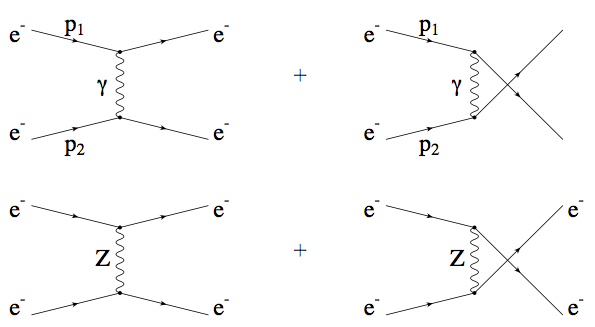 e⁻ p₁ e⁻ e⁻ p₁
γ + γ
e⁻ p₂ e⁻ e⁻ p₂
e⁻ e⁻ e⁻ e⁻
Z + Z
e⁻ e⁻ e⁻ e⁻